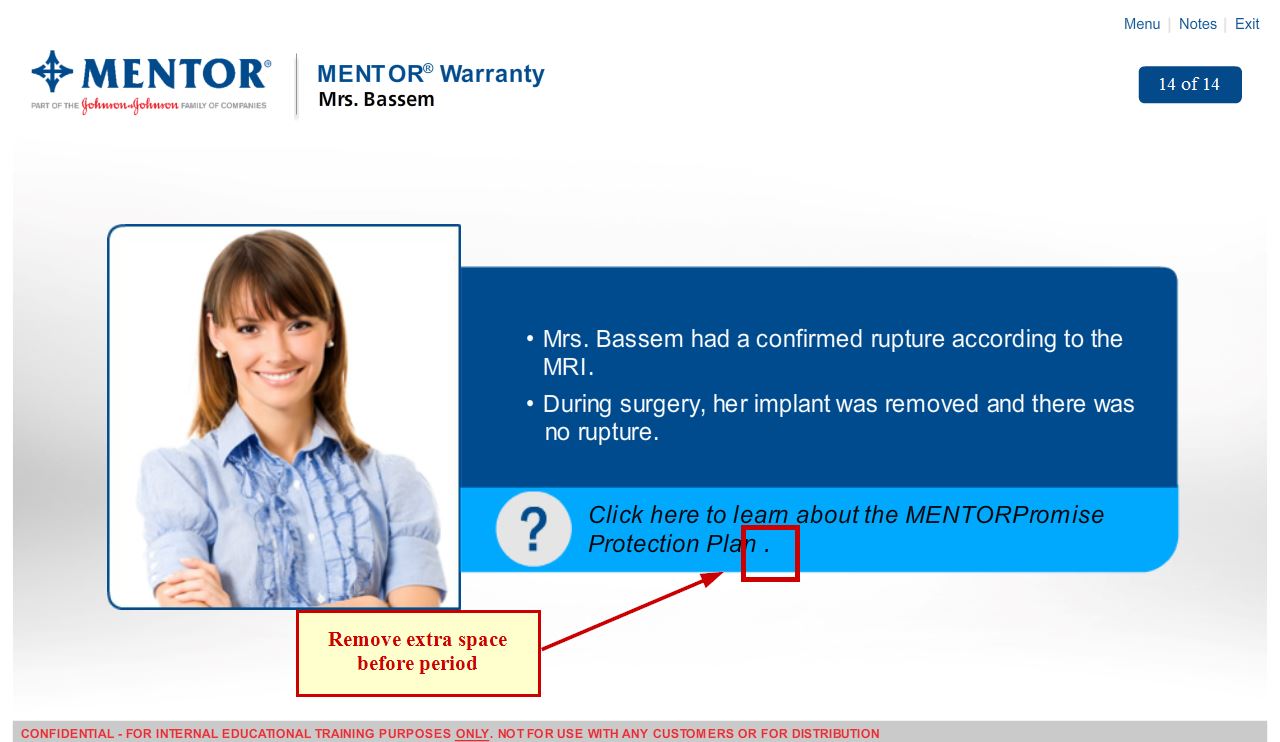 Menu | Notes | Exit
MENTOR®
PART OF THE Johnson & Johnson FAMILY OF COMPANIES
MENTOR® Warranty
Mrs. Bassem
14 of 14
• Mrs. Bassem had a confirmed rupture according to the
MRI.
• During surgery, her implant was removed and there was
no rupture.
?
Click here to learn about the MENTORPromise
Protection Plan .
Remove extra space
before period
CONFIDENTIAL - FOR INTERNAL EDUCATIONAL TRAINING PURPOSES ONLY. NOT FOR USE WITH ANY CUSTOMERS OR FOR DISTRIBUTION